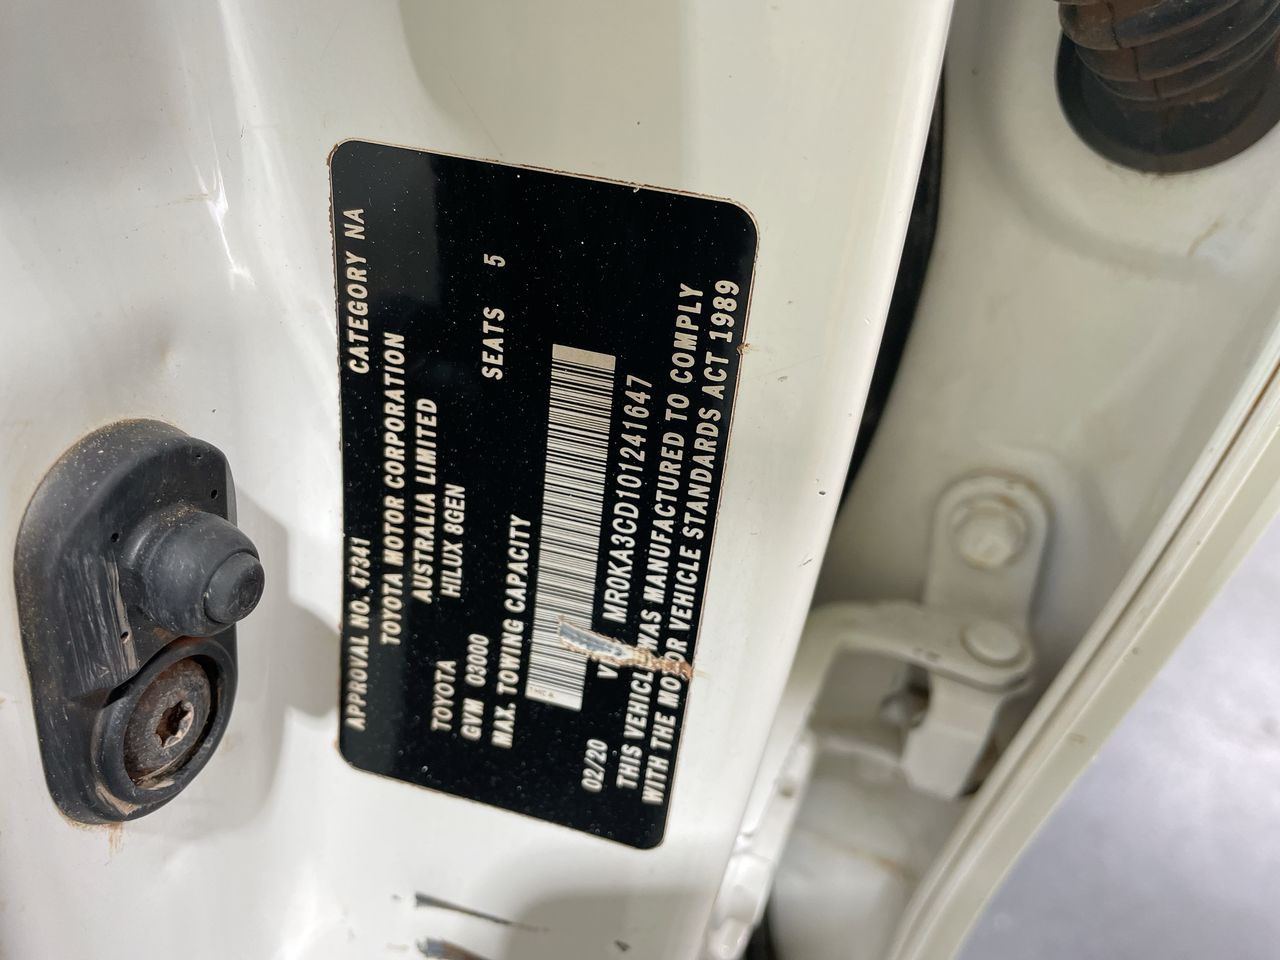 APPROVAL NO. 47341 CATEGORY NA
TOYOTA MOTOR CORPORATION
AUSTRALIA LIMITED
TOYOTA HILUX 8GEN
GVM 03000 SEATS 5
MAX. TOWING CAPACITY
02/20 MR0KA3CD101241647
THIS VEHICLE WAS MANUFACTURED TO COMPLY
WITH THE MOTOR VEHICLE STANDARDS ACT 1989